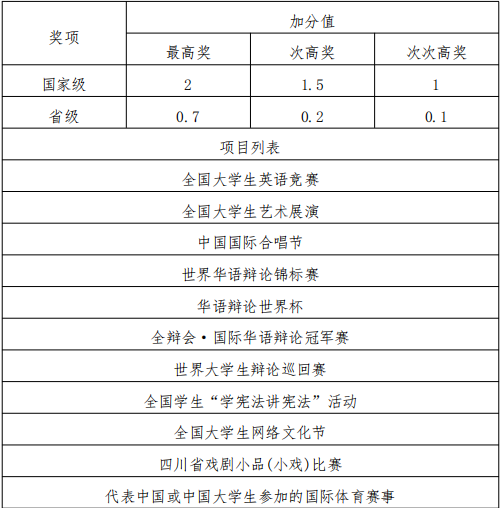 奖项 加分值
最高奖 次高奖 次次高奖
国家级 2 1.5 1
省级 0.7 0.2 0.1
项目列表
全国大学生英语竞赛
全国大学生艺术展演
中国国际合唱节
世界华语辩论锦标赛
华语辩论世界杯
全辩会·国际华语辩论冠军赛
世界大学生辩论巡回赛
全国学生“学宪法讲宪法”活动
全国大学生网络文化节
四川省戏剧小品(小戏)比赛
代表中国或中国大学生参加的国际体育赛事